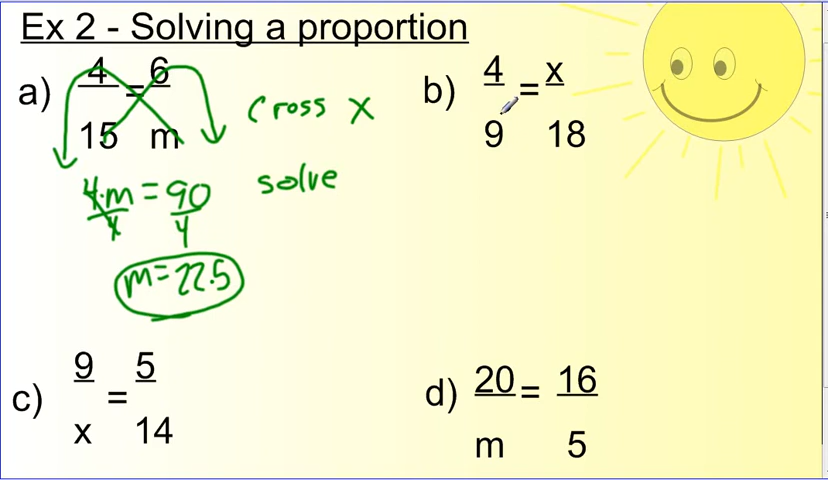 Ex 2 - Solving a proportion
a) 4/15 = 6/m
Cross X
4·m = 90
solve
4 4
m = 22.5
b) 4/9 = x/18
c) 9/x = 5/14
d) 20/m = 16/5